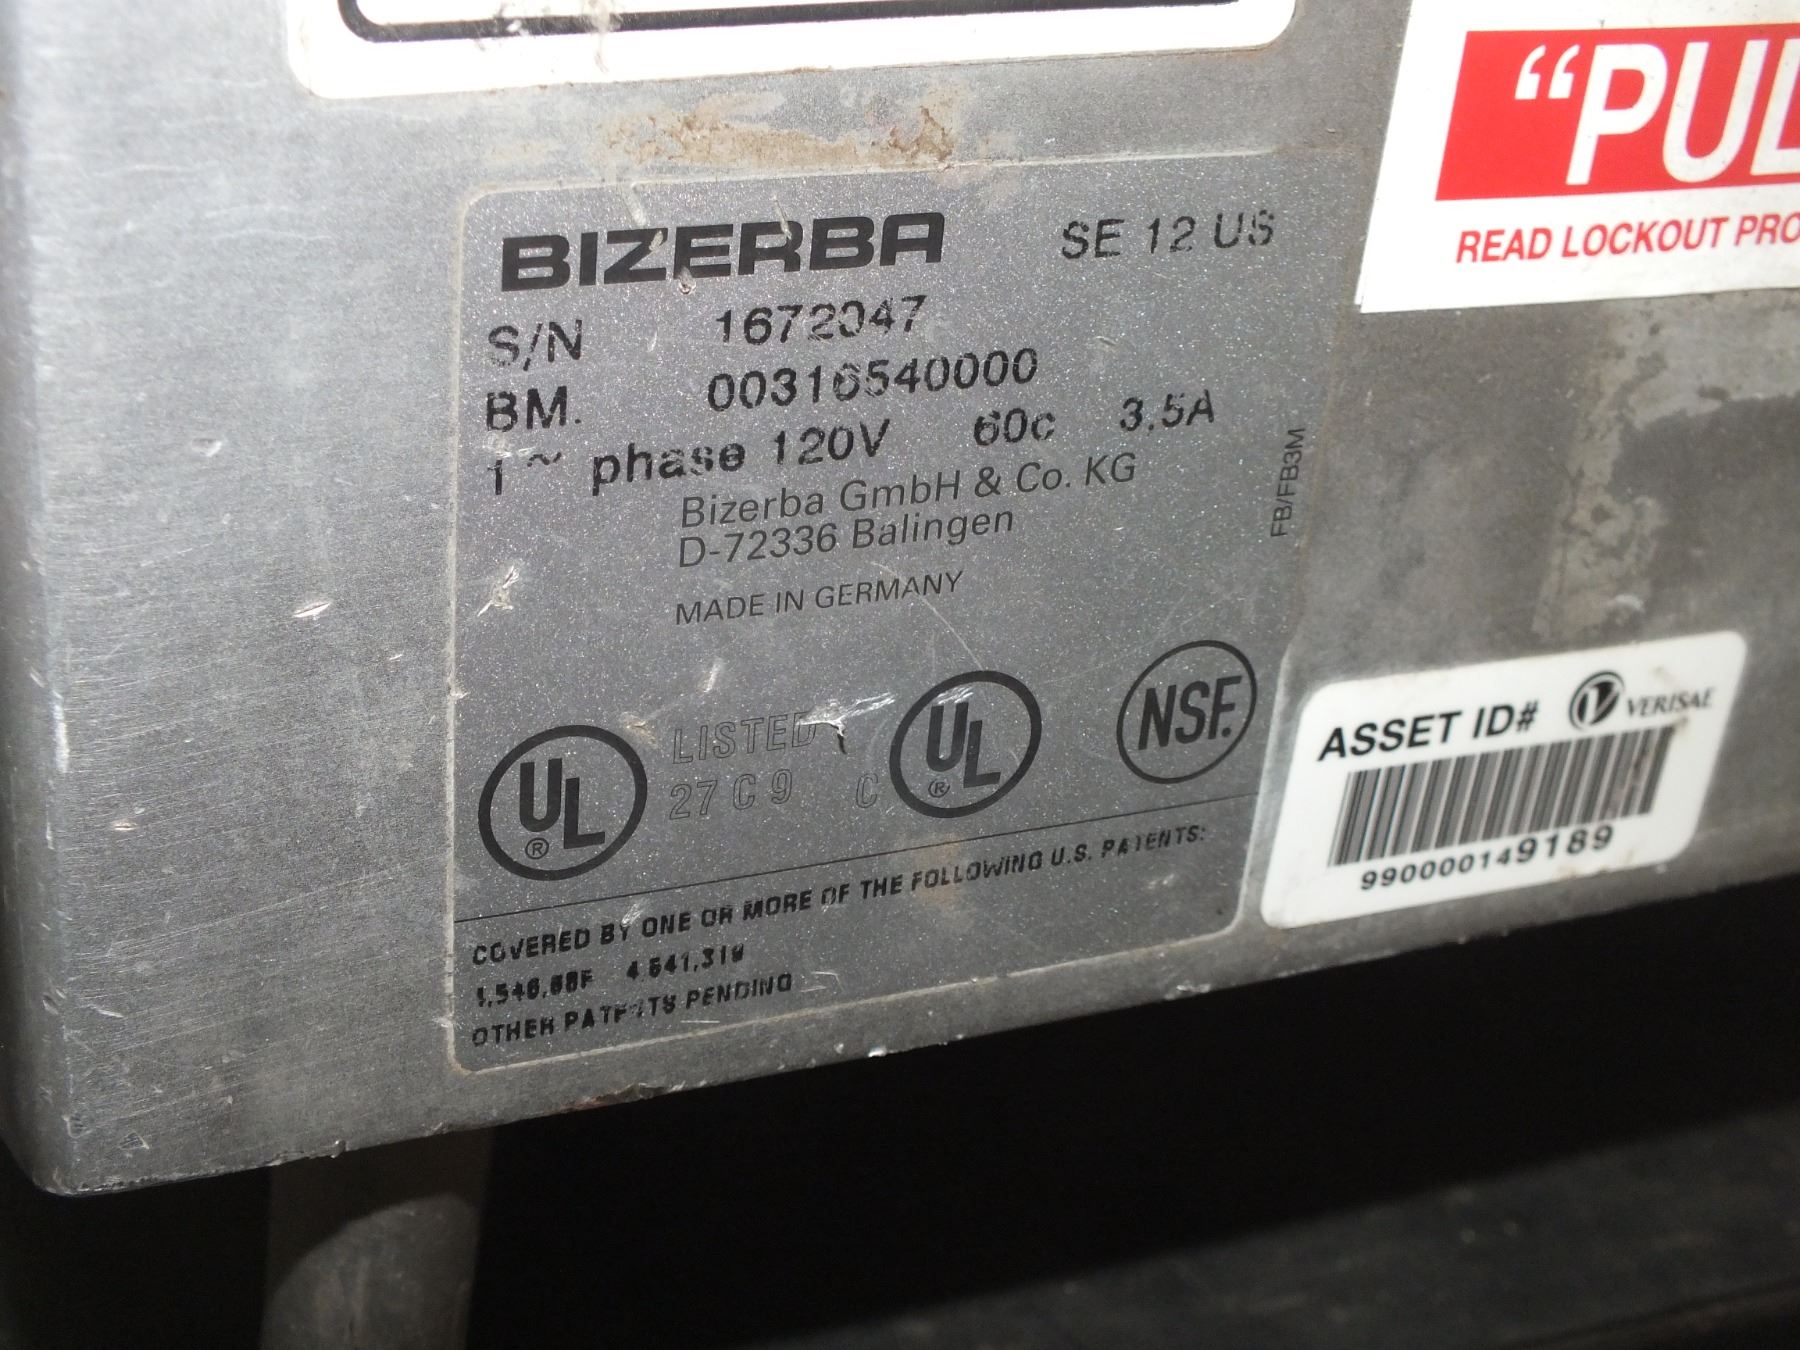 BIZERBA SE 12 US
S/N 1672047
BM. 00316540000
1 ~ phase 120V 60c 3.5A
Bizerba GmbH & Co. KG
D-72336 Balingen
MADE IN GERMANY
FB/FB3M
UL ® LISTED C UL ® NSF.
27C9
COVERED BY ONE OR MORE OF THE FOLLOWING U.S. PATENTS:
OTHER PATENTS PENDING
"PUL
READ LOCKOUT PRO
ASSET ID# VERISAE
990000149189